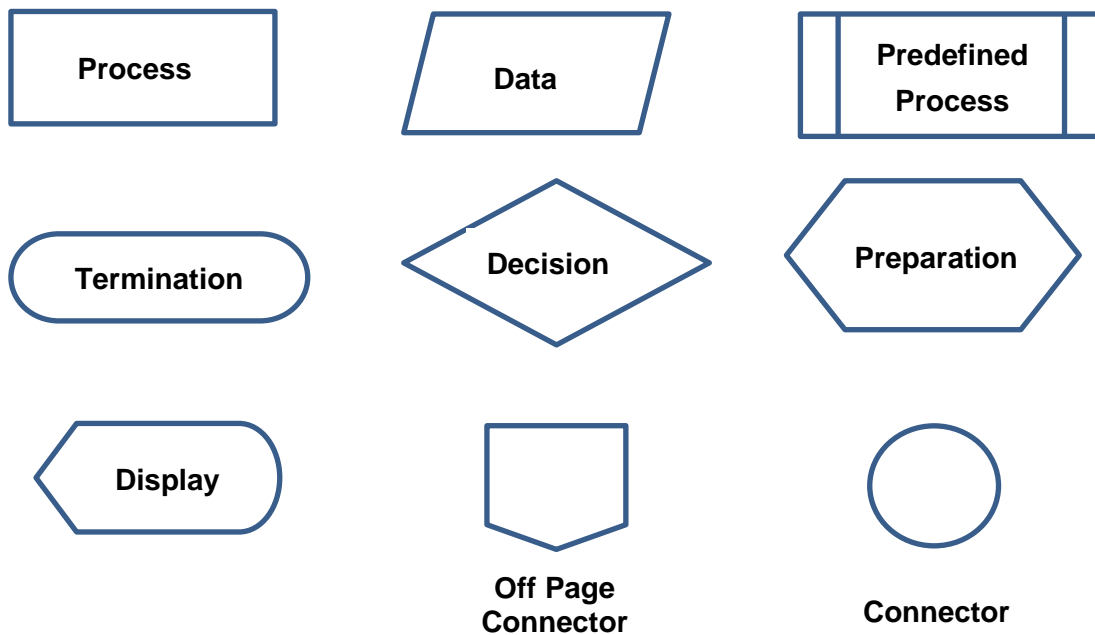 Process
Data
Predefined
Process
Termination
Decision
Preparation
Display
Off Page
Connector
Connector